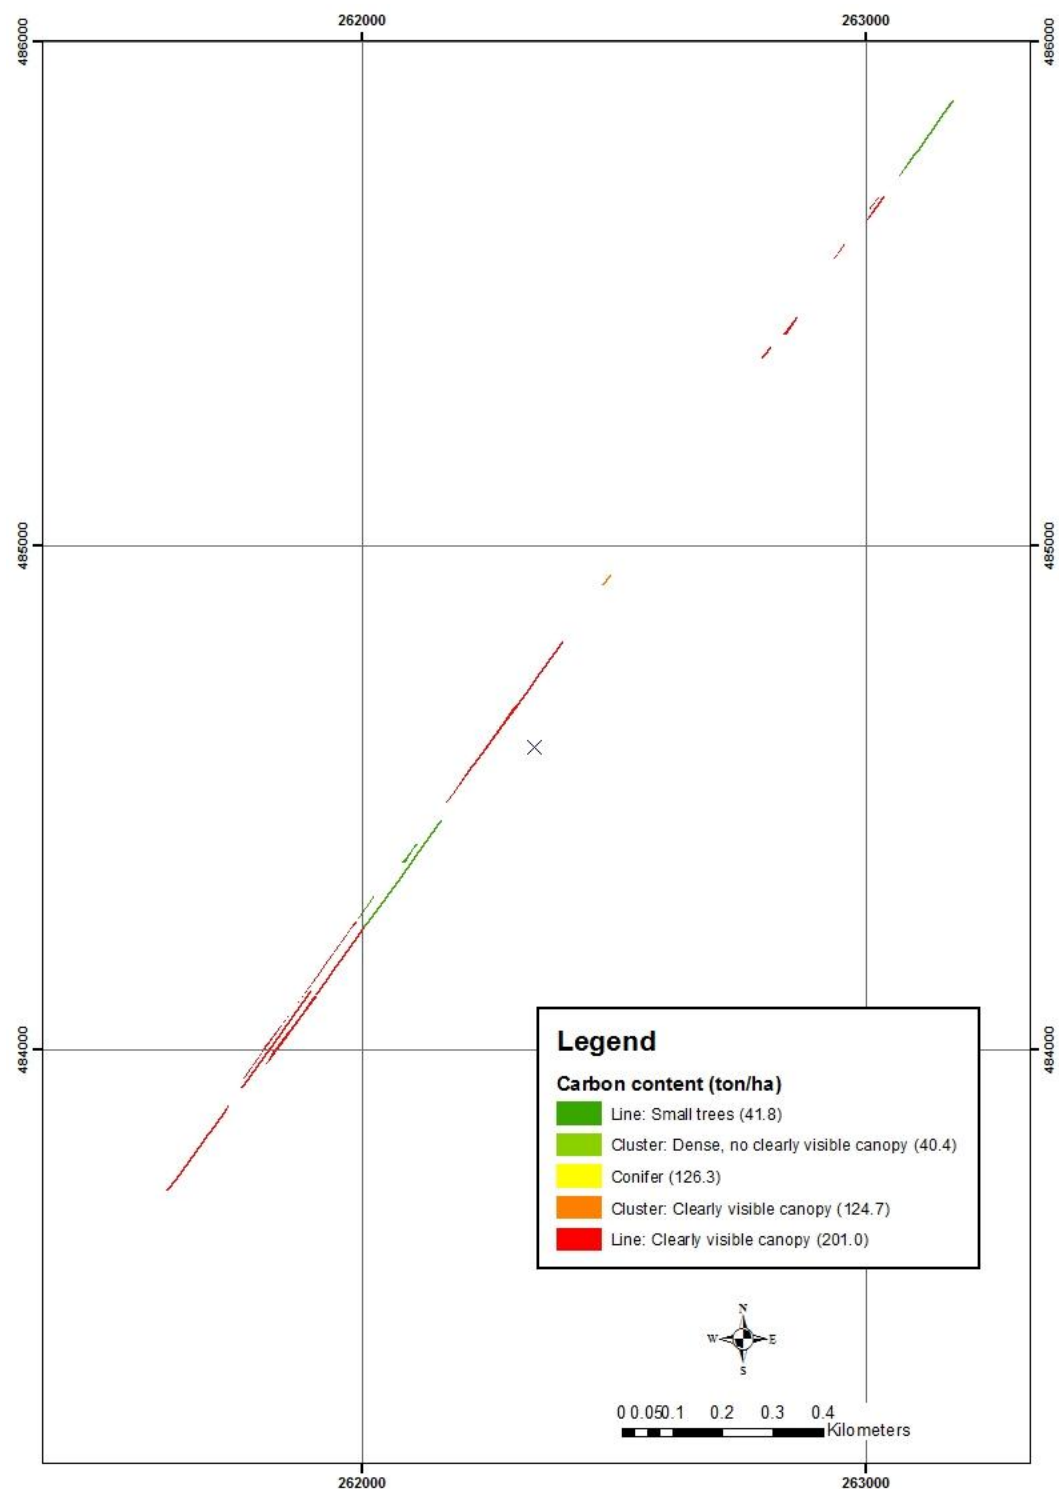 262000 263000
486000 486000
485000 485000
484000 484000
Legend
Carbon content (ton/ha)
Line: Small trees (41.8)
Cluster: Dense, no clearly visible canopy (40.4)
Conifer (126.3)
Cluster: Clearly visible canopy (124.7)
Line: Clearly visible canopy (201.0)
N
W E
S
0 0.050.1 0.2 0.3 0.4
Kilometers
262000 263000